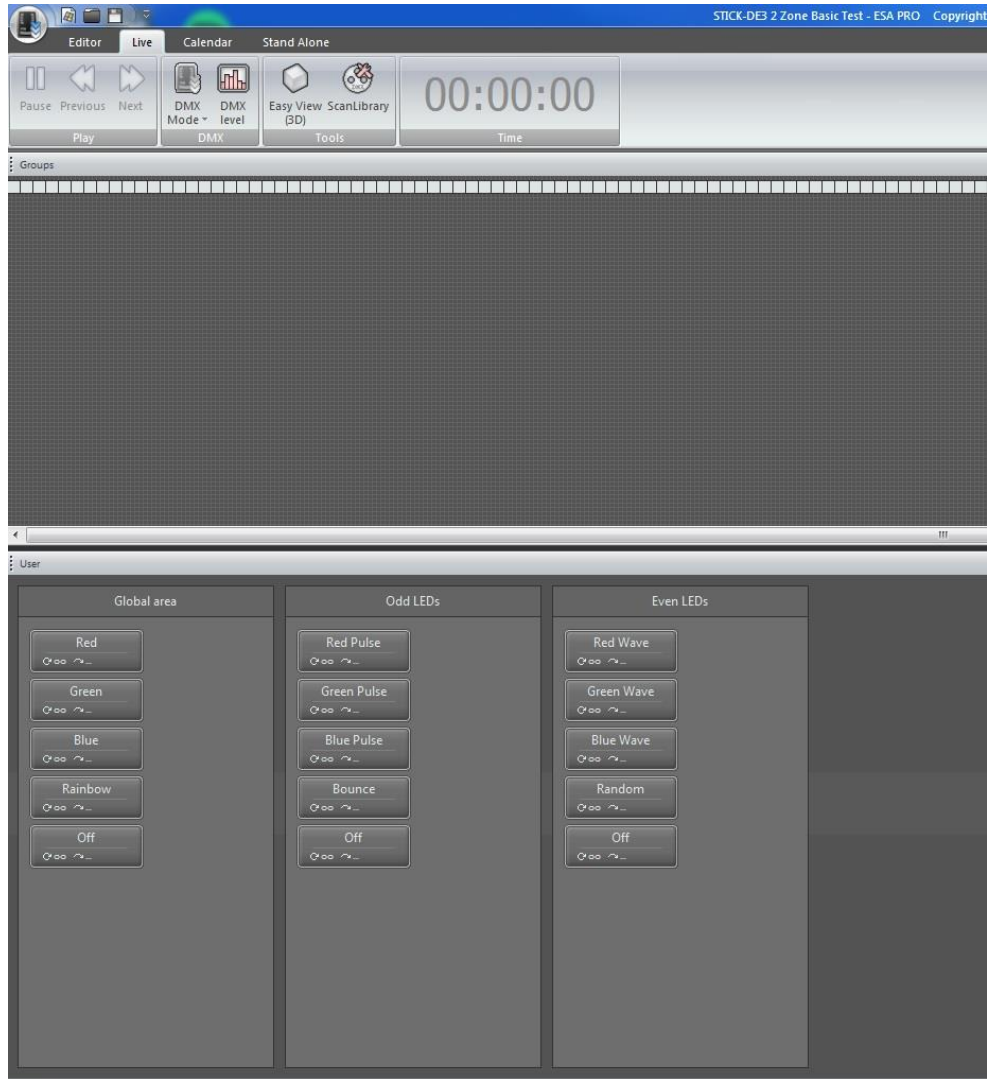 STICK-DE3 2 Zone Basic Test - ESA PRO Copyright
Editor Live Calendar Stand Alone
Pause Previous Next
DMX Mode DMX level
Easy View (3D) ScanLibrary
00:00:00
Play DMX Tools Time
Groups
User
Global area
Red
Green
Blue
Rainbow
Off
Odd LEDs
Red Pulse
Green Pulse
Blue Pulse
Bounce
Off
Even LEDs
Red Wave
Green Wave
Blue Wave
Random
Off